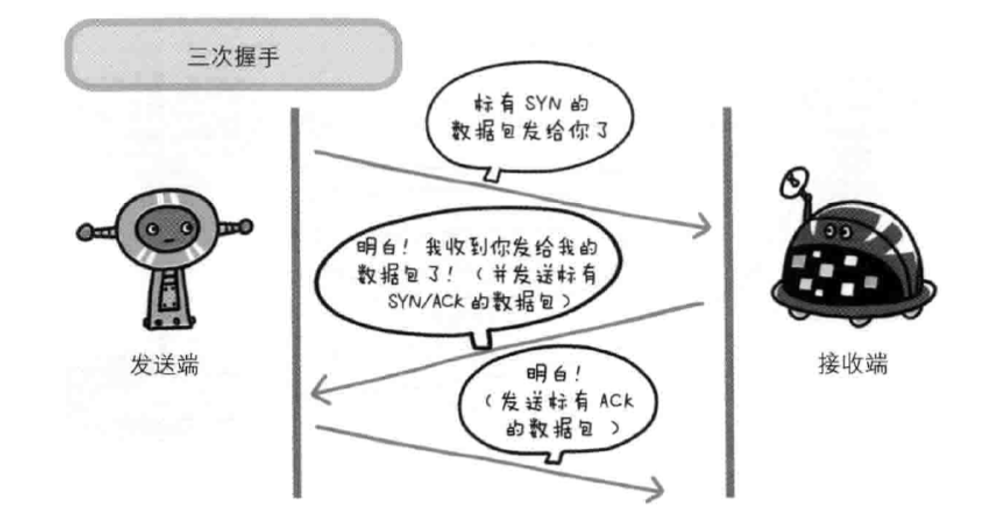 三次握手
标有 SYN 的
数据包发给你了
明白！我收到你发给我的
数据包了！（并发送标有
SYN/ACK 的数据包）
发送端
接收端
明白！
（发送标有 ACK
的数据包）